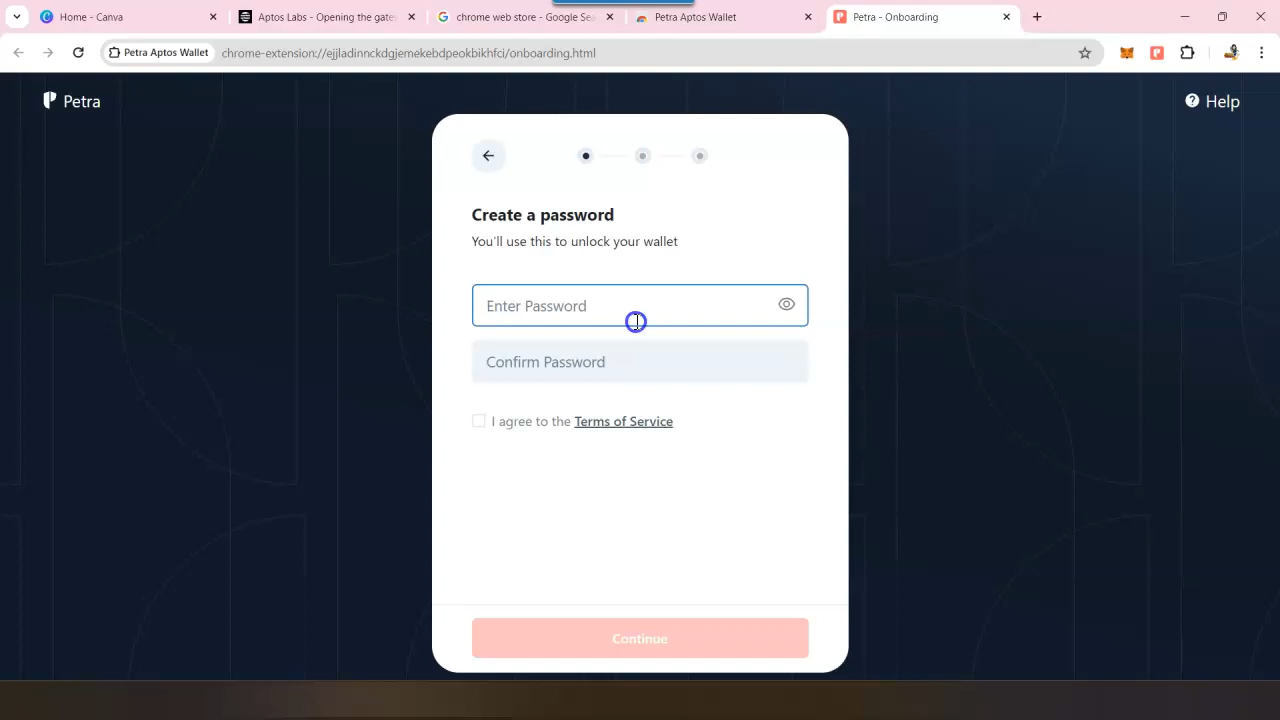 Home - Canva
Aptos Labs - Opening the gates
chrome web store - Google Sea
Petra Aptos Wallet
Petra - Onboarding
Petra Aptos Wallet
chrome-extension://ejjladinnckdgjemekebdpeokbikhfci/onboarding.html
Petra
Help
Create a password
You'll use this to unlock your wallet
Enter Password
Confirm Password
I agree to the Terms of Service
Continue